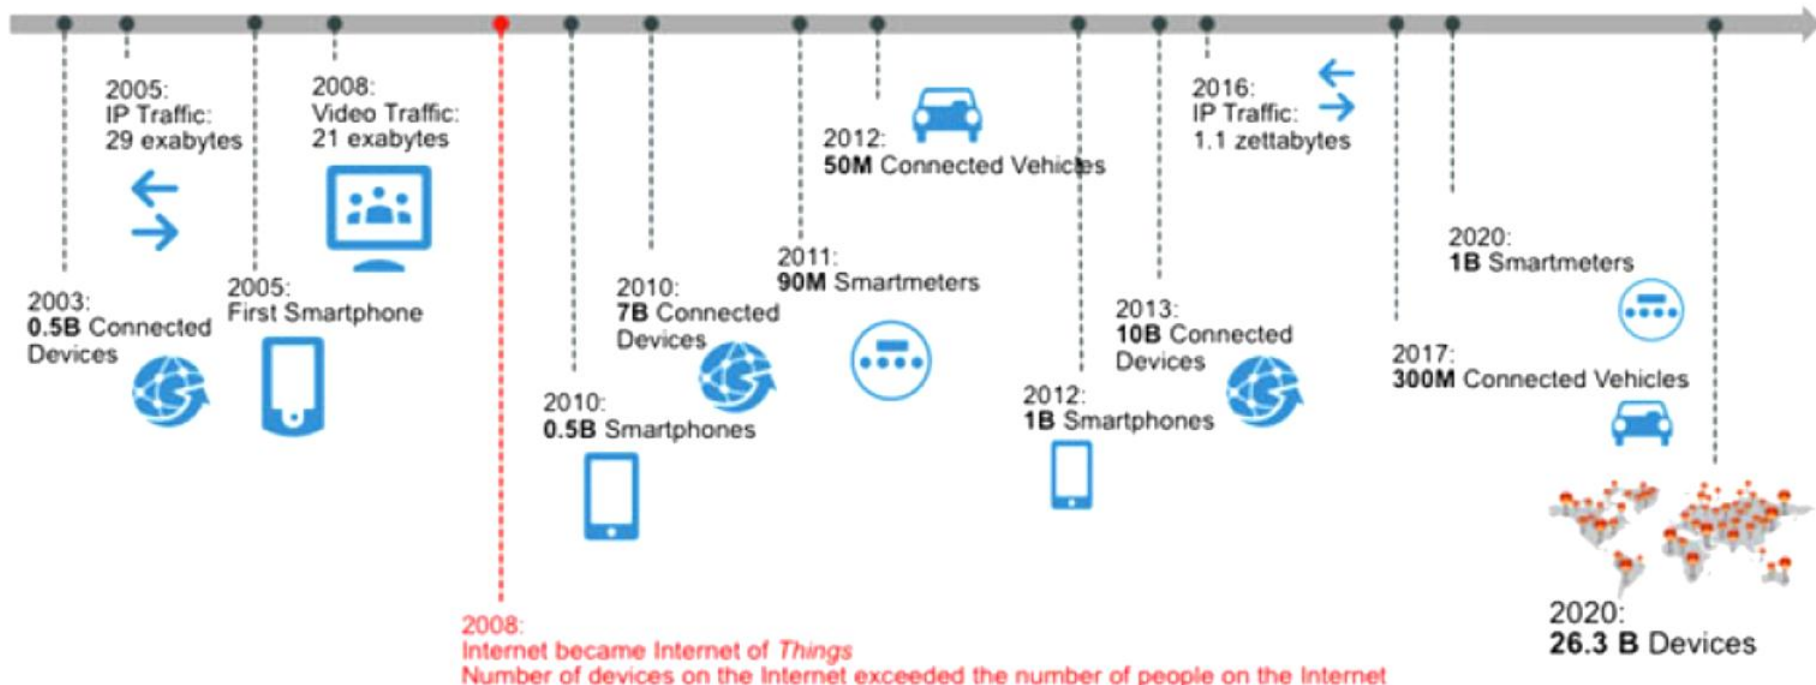 2005:
IP Traffic:
29 exabytes
2008:
Video Traffic:
21 exabytes
2003:
0.5B Connected
Devices
2005:
First Smartphone
2008:
Internet became Internet of Things
Number of devices on the Internet exceeded the number of people on the Internet
2010:
0.5B Smartphones
2010:
7B Connected
Devices
2011:
90M Smartmeters
2012:
50M Connected Vehicles
2012:
1B Smartphones
2013:
10B Connected
Devices
2016:
IP Traffic:
1.1 zettabytes
2017:
300M Connected Vehicles
2020:
1B Smartmeters
2020:
26.3 B Devices